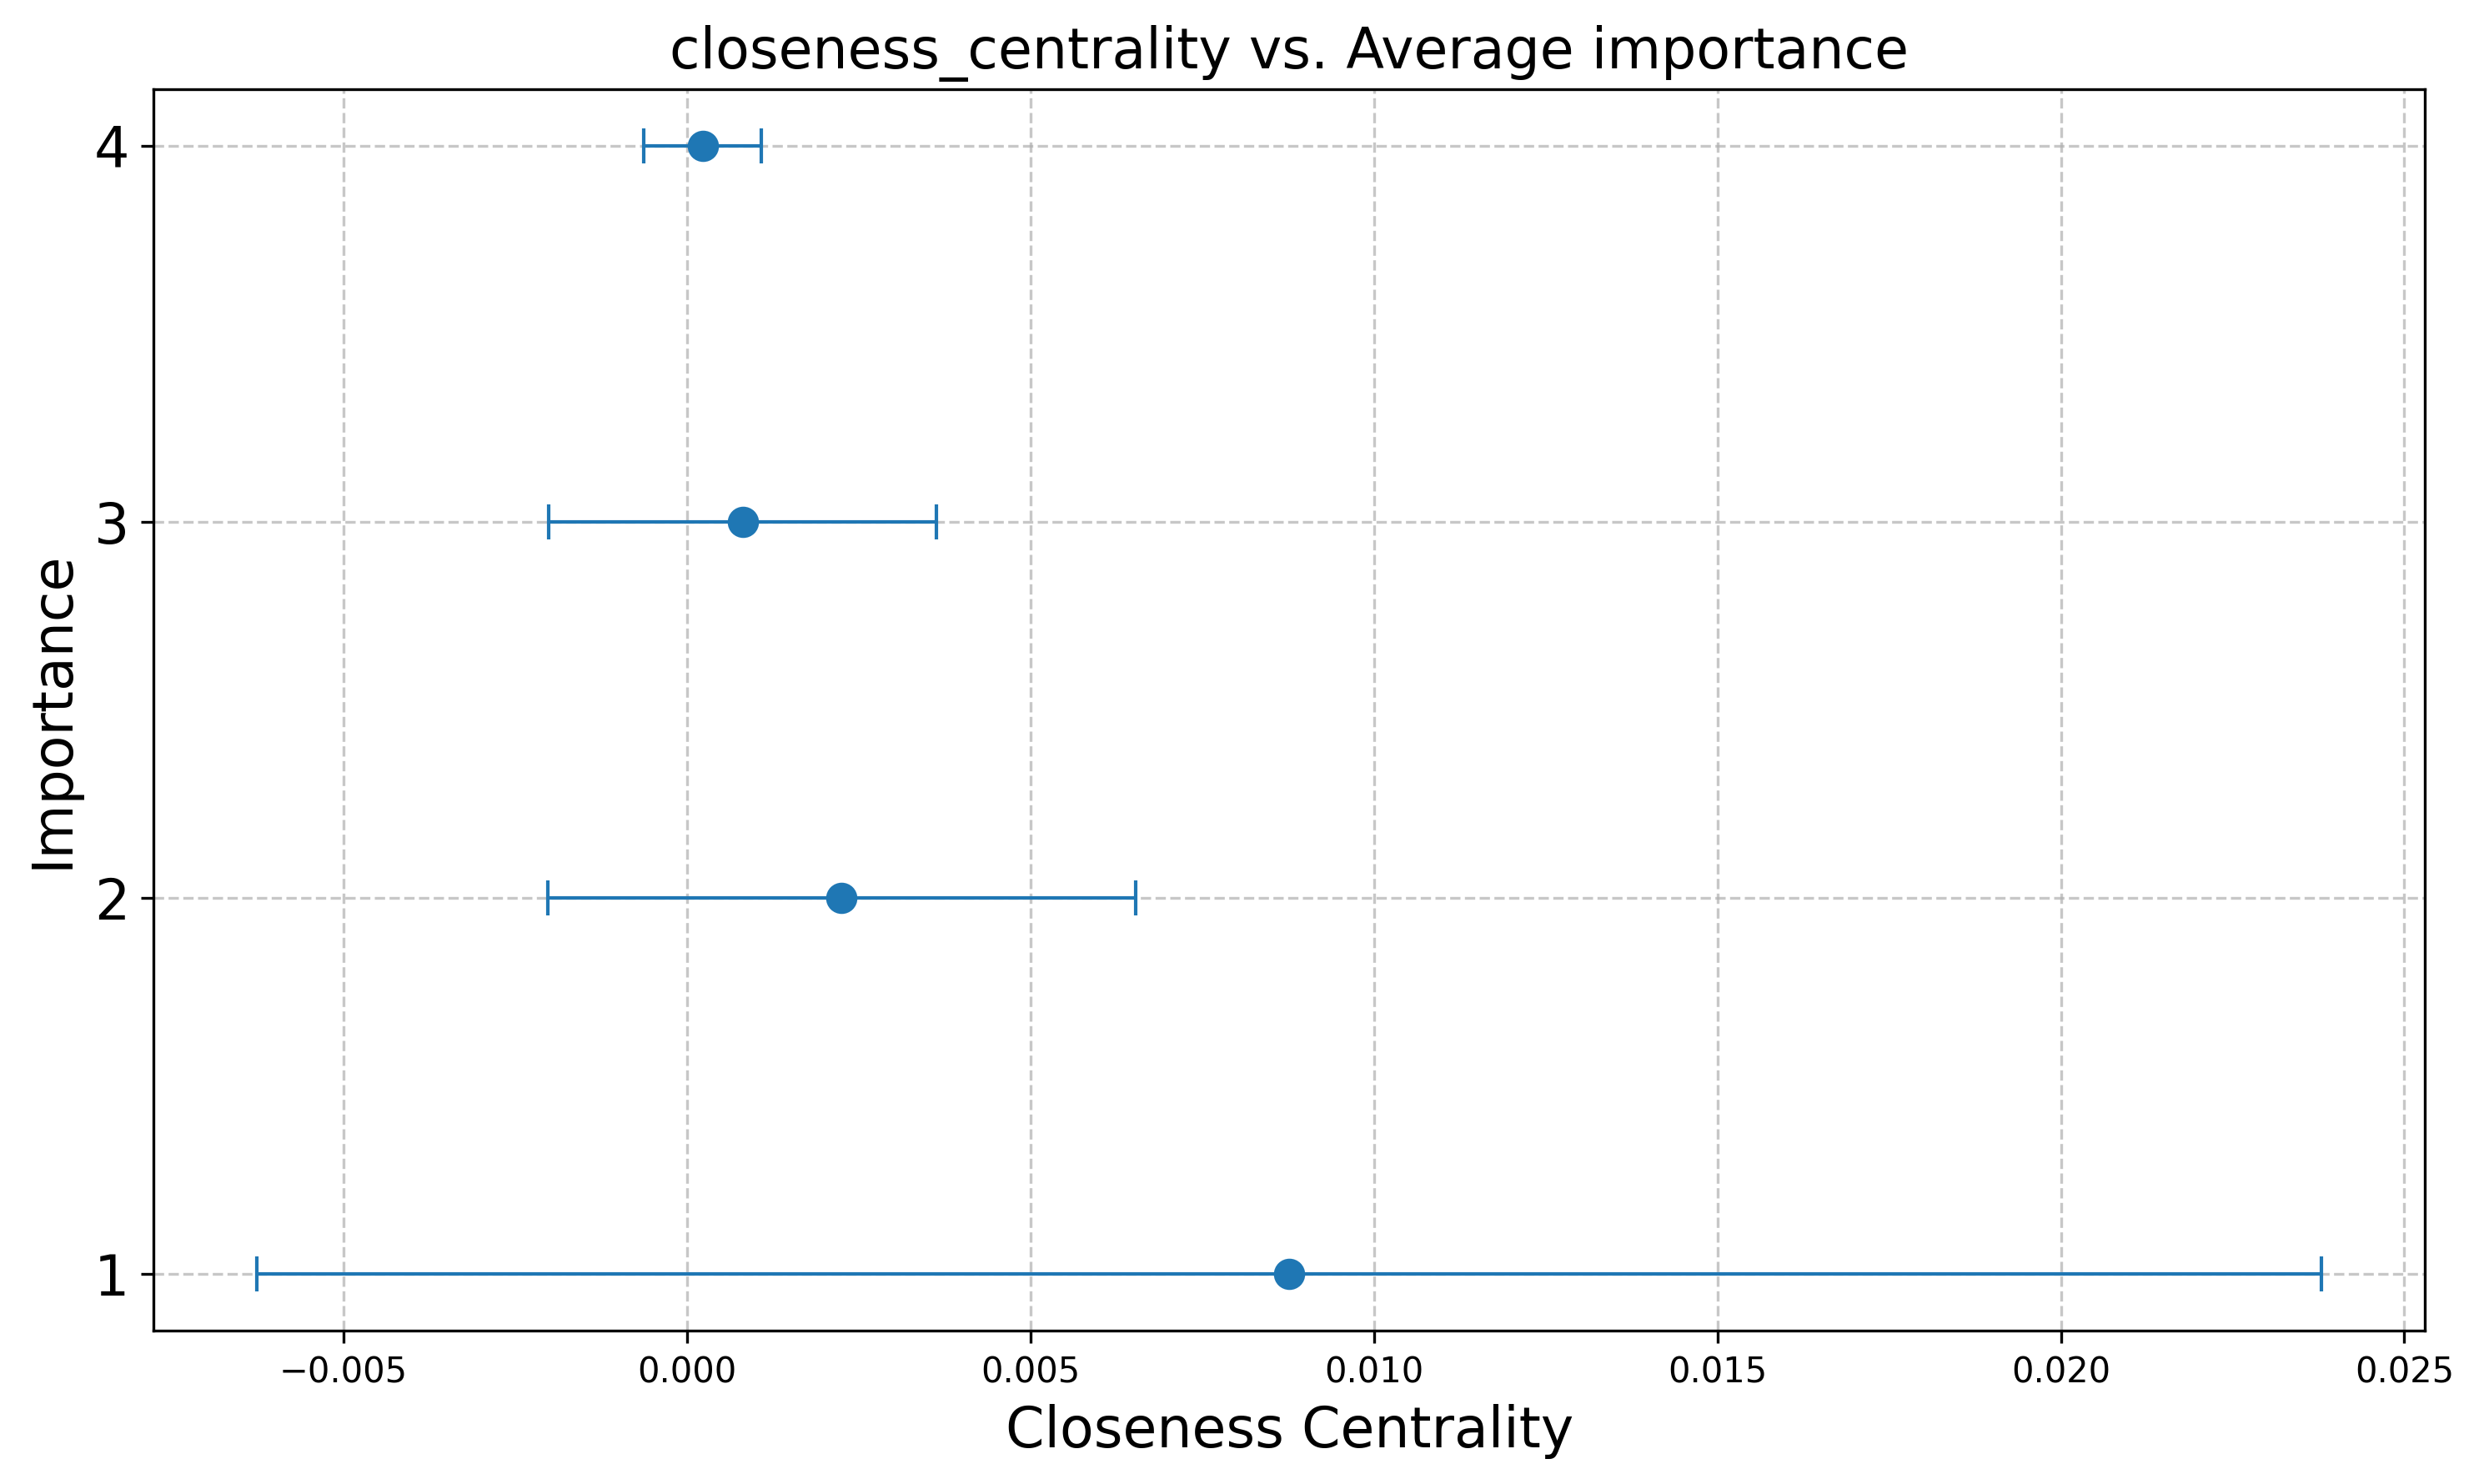 closeness_centrality vs. Average importance
Importance
4
3
2
1
−0.005 0.000 0.005 0.010 0.015 0.020 0.025
Closeness Centrality